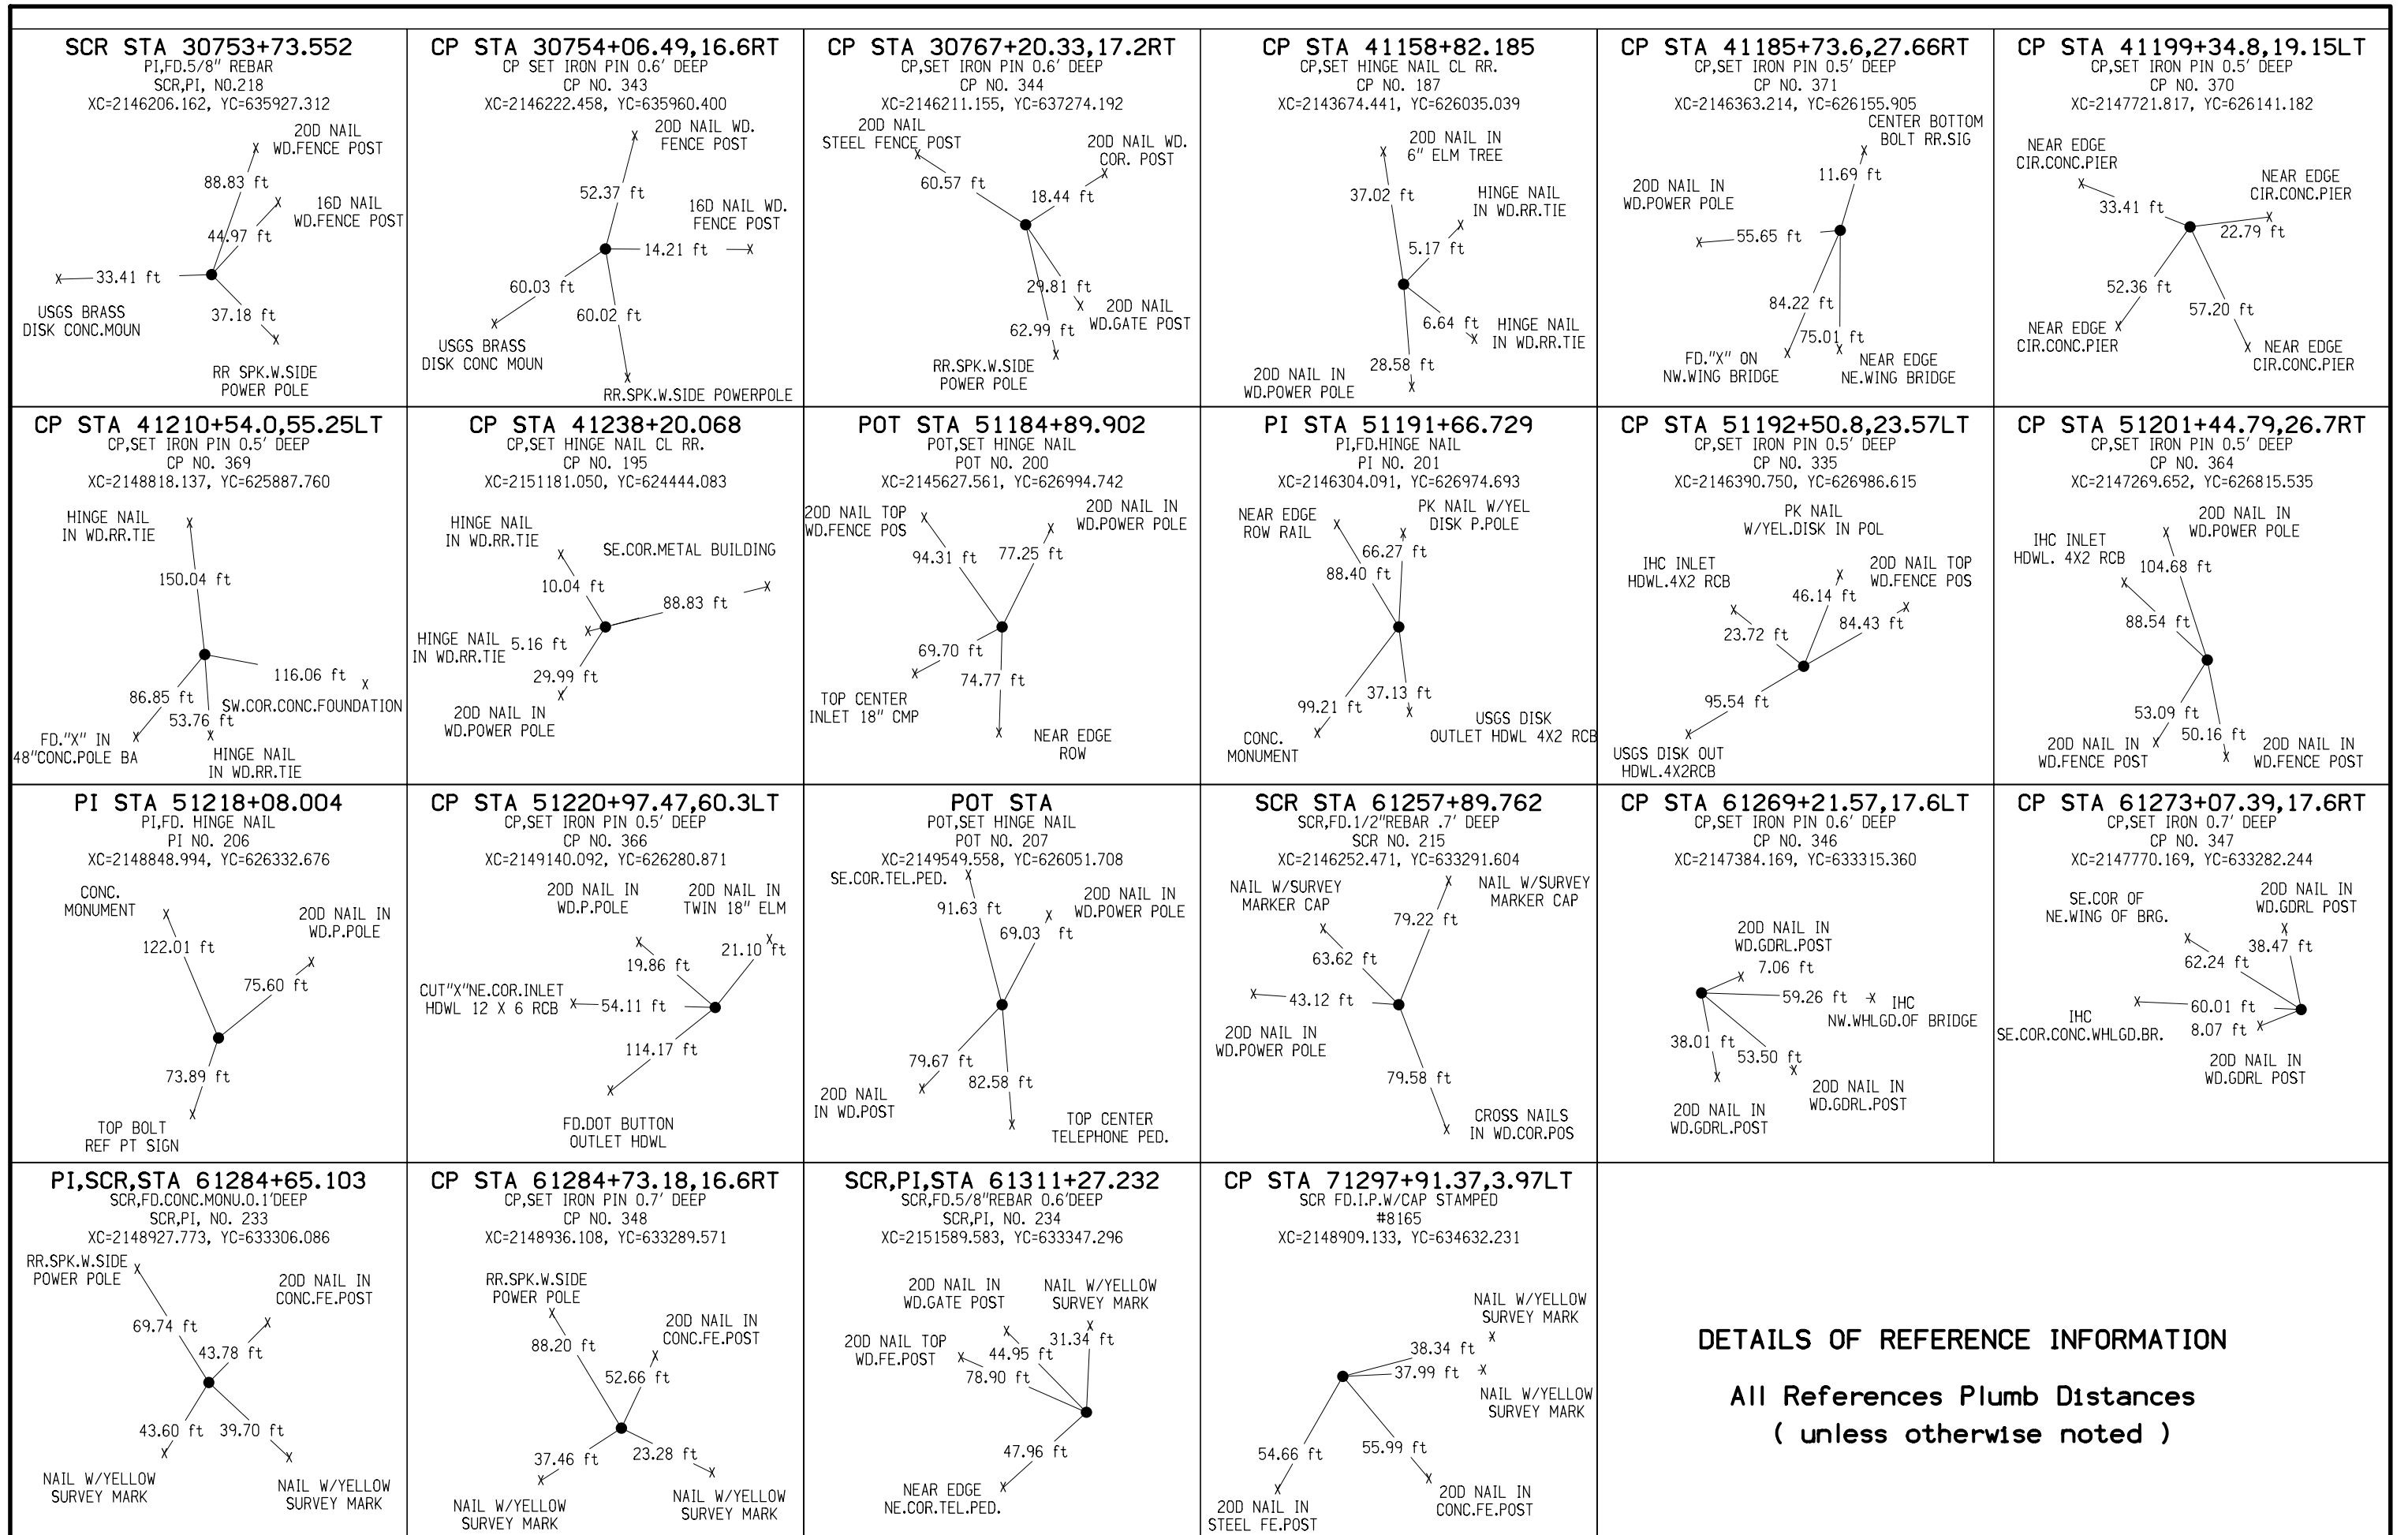 SCR STA 30753+73.552
PI,FD.5/8" REBAR
SCR,PI, NO.218
XC=2146206.162, YC=635927.312
20D NAIL
WD.FENCE POST
88.83 ft
16D NAIL
WD.FENCE POST
44.97 ft
33.41 ft
USGS BRASS
DISK CONC.MOUN
37.18 ft
RR SPK.W.SIDE
POWER POLE
CP STA 30754+06.49,16.6RT
CP SET IRON PIN 0.6' DEEP
CP NO. 343
XC=2146222.458, YC=635960.400
20D NAIL WD.
FENCE POST
52.37 ft
16D NAIL WD.
FENCE POST
14.21 ft
60.03 ft
60.02 ft
USGS BRASS
DISK CONC MOUN
RR.SPK.W.SIDE POWERPOLE
CP STA 30767+20.33,17.2RT
CP,SET IRON PIN 0.6' DEEP
CP NO. 344
XC=2146211.155, YC=637274.192
20D NAIL
STEEL FENCE POST
20D NAIL WD.
COR. POST
60.57 ft
18.44 ft
29.81 ft
20D NAIL
WD.GATE POST
62.99 ft
RR.SPK.W.SIDE
POWER POLE
CP STA 41158+82.185
CP,SET HINGE NAIL CL RR.
CP NO. 187
XC=2143674.441, YC=626035.039
20D NAIL IN
6" ELM TREE
37.02 ft
HINGE NAIL
IN WD.RR.TIE
5.17 ft
6.64 ft
HINGE NAIL
IN WD.RR.TIE
28.58 ft
20D NAIL IN
WD.POWER POLE
CP STA 41185+73.6,27.66RT
CP,SET IRON PIN 0.5' DEEP
CP NO. 371
XC=2146363.214, YC=626155.905
CENTER BOTTOM
BOLT RR.SIG
11.69 ft
20D NAIL IN
WD.POWER POLE
55.65 ft
84.22 ft
75.01 ft
FD."X" ON
NW.WING BRIDGE
NEAR EDGE
NE.WING BRIDGE
CP STA 41199+34.8,19.15LT
CP,SET IRON PIN 0.5' DEEP
CP NO. 370
XC=2147721.817, YC=626141.182
NEAR EDGE
CIR.CONC.PIER
NEAR EDGE
CIR.CONC.PIER
33.41 ft
22.79 ft
52.36 ft
57.20 ft
NEAR EDGE
CIR.CONC.PIER
NEAR EDGE
CIR.CONC.PIER
CP STA 41210+54.0,55.25LT
CP,SET IRON PIN 0.5' DEEP
CP NO. 369
XC=2148818.137, YC=625887.760
HINGE NAIL
IN WD.RR.TIE
150.04 ft
116.06 ft
86.85 ft
SW.COR.CONC.FOUNDATION
53.76 ft
FD."X" IN
48"CONC.POLE BA
HINGE NAIL
IN WD.RR.TIE
CP STA 41238+20.068
CP,SET HINGE NAIL CL RR.
CP NO. 195
XC=2151181.050, YC=624444.083
HINGE NAIL
IN WD.RR.TIE
SE.COR.METAL BUILDING
10.04 ft
88.83 ft
HINGE NAIL
IN WD.RR.TIE
5.16 ft
29.99 ft
20D NAIL IN
WD.POWER POLE
POT STA 51184+89.902
POT,SET HINGE NAIL
POT NO. 200
XC=2145627.561, YC=626994.742
20D NAIL TOP
WD.FENCE POS
20D NAIL IN
WD.POWER POLE
94.31 ft
77.25 ft
69.70 ft
74.77 ft
TOP CENTER
INLET 18" CMP
NEAR EDGE
ROW
PI STA 51191+66.729
PI,FD.HINGE NAIL
PI NO. 201
XC=2146304.091, YC=626974.693
NEAR EDGE
ROW RAIL
PK NAIL W/YEL
DISK P.POLE
66.27 ft
88.40 ft
37.13 ft
99.21 ft
USGS DISK
OUTLET HDWL 4X2 RCB
CONC.
MONUMENT
CP STA 51192+50.8,23.57LT
CP,SET IRON PIN 0.5' DEEP
CP NO. 335
XC=2146390.750, YC=626986.615
PK NAIL
W/YEL.DISK IN POL
IHC INLET
HDWL.4X2 RCB
20D NAIL TOP
WD.FENCE POS
46.14 ft
23.72 ft
84.43 ft
95.54 ft
USGS DISK OUT
HDWL.4X2RCB
CP STA 51201+44.79,26.7RT
CP,SET IRON PIN 0.5' DEEP
CP NO. 364
XC=2147269.652, YC=626815.535
20D NAIL IN
WD.POWER POLE
IHC INLET
HDWL. 4X2 RCB
104.68 ft
88.54 ft
53.09 ft
50.16 ft
20D NAIL IN
WD.FENCE POST
20D NAIL IN
WD.FENCE POST
PI STA 51218+08.004
PI,FD. HINGE NAIL
PI NO. 206
XC=2148848.994, YC=626332.676
CONC.
MONUMENT
20D NAIL IN
WD.P.POLE
122.01 ft
75.60 ft
73.89 ft
TOP BOLT
REF PT SIGN
CP STA 51220+97.47,60.3LT
CP,SET IRON PIN 0.5' DEEP
CP NO. 366
XC=2149140.092, YC=626280.871
20D NAIL IN
WD.P.POLE
20D NAIL IN
TWIN 18" ELM
21.10 ft
19.86 ft
CUT"X"NE.COR.INLET
HDWL 12 X 6 RCB
54.11 ft
114.17 ft
FD.DOT BUTTON
OUTLET HDWL
POT STA
POT,SET HINGE NAIL
POT NO. 207
XC=2149549.558, YC=626051.708
SE.COR.TEL.PED.
20D NAIL IN
WD.POWER POLE
91.63 ft
69.03 ft
79.67 ft
82.58 ft
20D NAIL
IN WD.POST
TOP CENTER
TELEPHONE PED.
SCR STA 61257+89.762
SCR,FD.1/2"REBAR .7' DEEP
SCR NO. 215
XC=2146252.471, YC=633291.604
NAIL W/SURVEY
MARKER CAP
NAIL W/SURVEY
MARKER CAP
79.22 ft
63.62 ft
43.12 ft
20D NAIL IN
WD.POWER POLE
79.58 ft
CROSS NAILS
IN WD.COR.POS
CP STA 61269+21.57,17.6LT
CP,SET IRON PIN 0.6' DEEP
CP NO. 346
XC=2147384.169, YC=633315.360
20D NAIL IN
WD.GDRL.POST
7.06 ft
59.26 ft
IHC
NW.WHLGD.OF BRIDGE
38.01 ft
53.50 ft
20D NAIL IN
WD.GDRL.POST
20D NAIL IN
WD.GDRL.POST
CP STA 61273+07.39,17.6RT
CP,SET IRON 0.7' DEEP
CP NO. 347
XC=2147770.169, YC=633282.244
SE.COR OF
NE.WING OF BRG.
20D NAIL IN
WD.GDRL POST
38.47 ft
62.24 ft
60.01 ft
IHC
SE.COR.CONC.WHLGD.BR.
8.07 ft
20D NAIL IN
WD.GDRL POST
PI,SCR,STA 61284+65.103
SCR,FD.CONC.MONU.0.1'DEEP
SCR,PI, NO. 233
XC=2148927.773, YC=633306.086
RR.SPK.W.SIDE
POWER POLE
20D NAIL IN
CONC.FE.POST
69.74 ft
43.78 ft
43.60 ft
39.70 ft
NAIL W/YELLOW
SURVEY MARK
NAIL W/YELLOW
SURVEY MARK
CP STA 61284+73.18,16.6RT
CP,SET IRON PIN 0.7' DEEP
CP NO. 348
XC=2148936.108, YC=633289.571
RR.SPK.W.SIDE
POWER POLE
20D NAIL IN
CONC.FE.POST
88.20 ft
52.66 ft
37.46 ft
23.28 ft
NAIL W/YELLOW
SURVEY MARK
NAIL W/YELLOW
SURVEY MARK
SCR,PI,STA 61311+27.232
SCR,FD.5/8"REBAR 0.6'DEEP
SCR,PI, NO. 234
XC=2151589.583, YC=633347.296
20D NAIL IN
WD.GATE POST
NAIL W/YELLOW
SURVEY MARK
20D NAIL TOP
WD.FE.POST
31.34 ft
44.95 ft
78.90 ft
47.96 ft
NEAR EDGE
NE.COR.TEL.PED.
CP STA 71297+91.37,3.97LT
SCR FD.I.P.W/CAP STAMPED
#8165
XC=2148909.133, YC=634632.231
NAIL W/YELLOW
SURVEY MARK
38.34 ft
37.99 ft
NAIL W/YELLOW
SURVEY MARK
54.66 ft
55.99 ft
20D NAIL IN
STEEL FE.POST
20D NAIL IN
CONC.FE.POST
DETAILS OF REFERENCE INFORMATION
All References Plumb Distances
( unless otherwise noted )